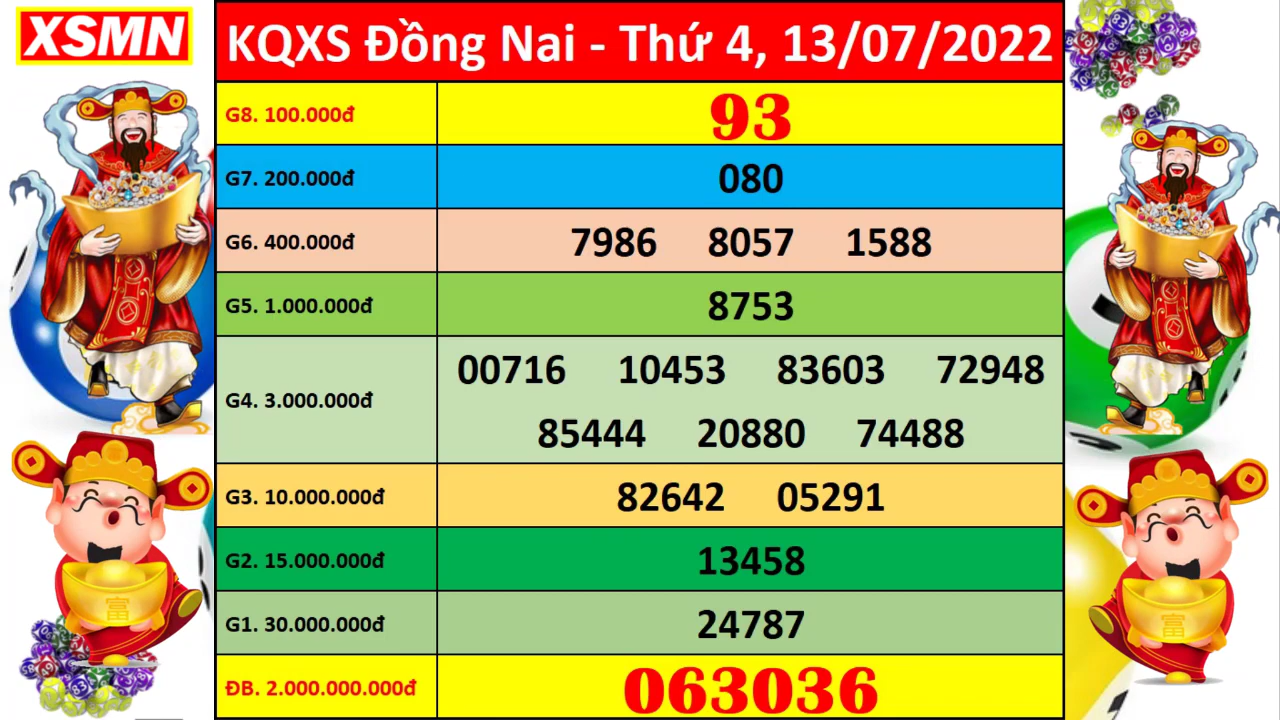 XSMN
KQXS Đồng Nai - Thứ 4, 13/07/2022
G8. 100.000đ
93
G7. 200.000đ
080
G6. 400.000đ
7986 8057 1588
G5. 1.000.000đ
8753
G4. 3.000.000đ
00716 10453 83603 72948
85444 20880 74488
G3. 10.000.000đ
82642 05291
G2. 15.000.000đ
13458
G1. 30.000.000đ
24787
ĐB. 2.000.000.000đ
063036
富
富